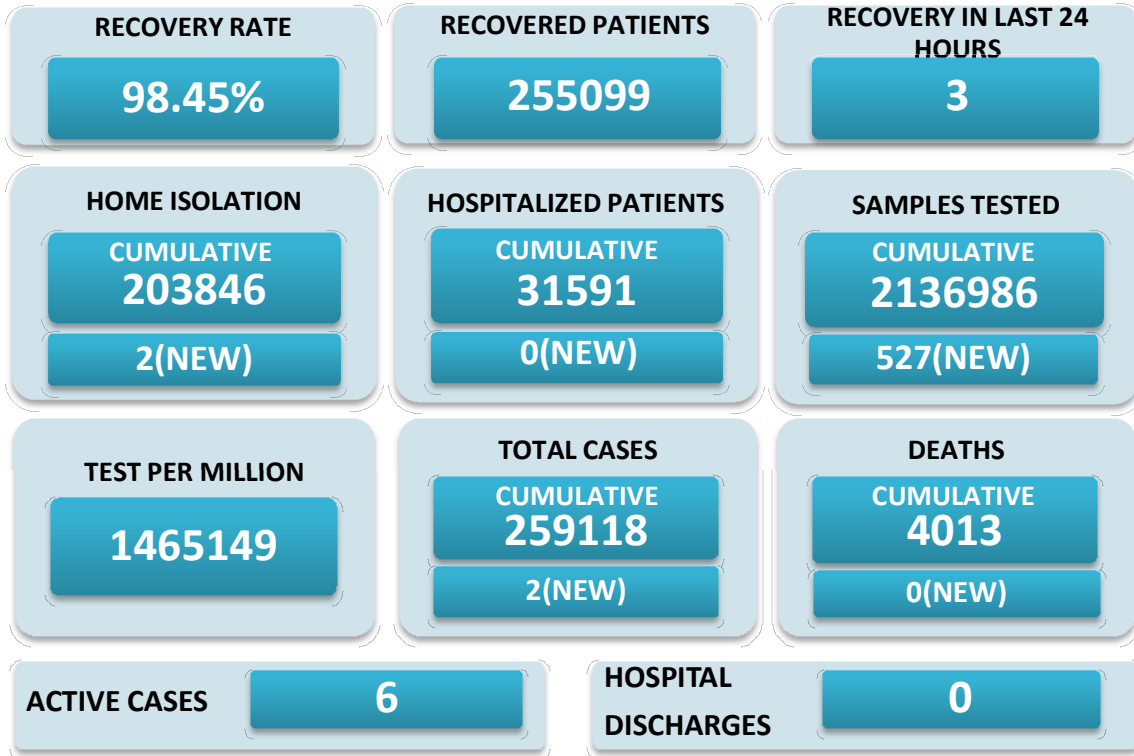 RECOVERY RATE
98.45%
RECOVERED PATIENTS
255099
RECOVERY IN LAST 24
HOURS
3
HOME ISOLATION
CUMULATIVE
203846
2(NEW)
HOSPITALIZED PATIENTS
CUMULATIVE
31591
0(NEW)
SAMPLES TESTED
CUMULATIVE
2136986
527(NEW)
TEST PER MILLION
1465149
TOTAL CASES
CUMULATIVE
259118
2(NEW)
DEATHS
CUMULATIVE
4013
0(NEW)
ACTIVE CASES
6
HOSPITAL
DISCHARGES
0